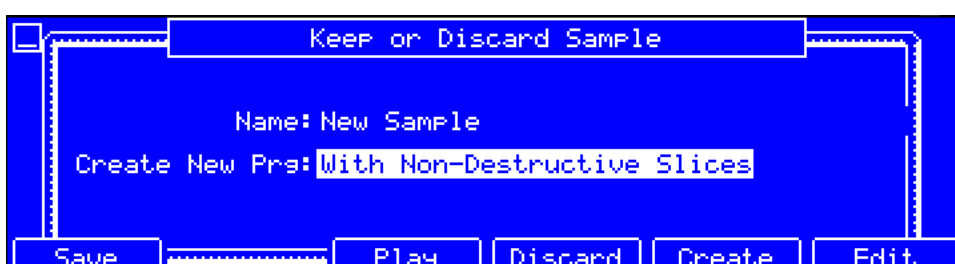 Keep or Discard Sample
Name:New Sample
Create New Prg:With Non-Destructive Slices
Save Play Discard Create Edit